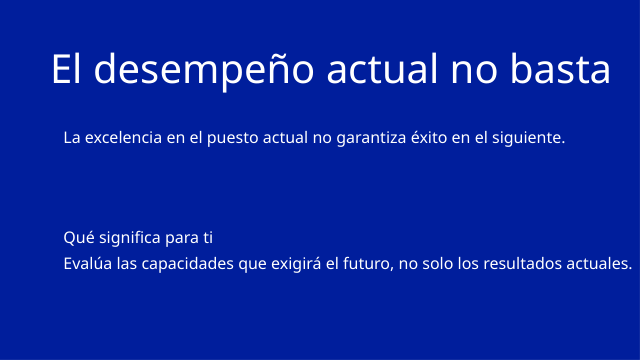 El desempeño actual no basta
La excelencia en el puesto actual no garantiza éxito en el siguiente.
Qué significa para ti
Evalúa las capacidades que exigirá el futuro, no solo los resultados actuales.